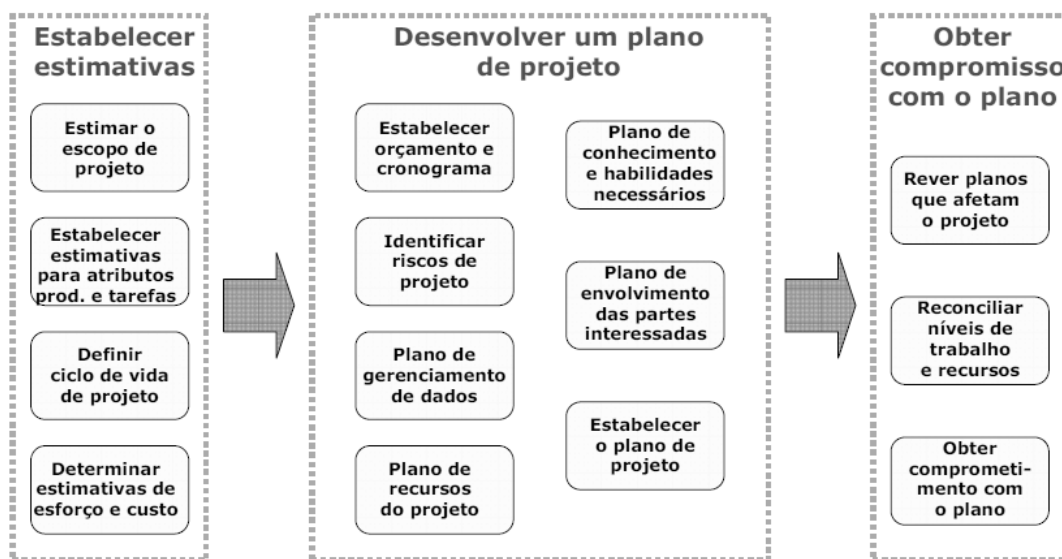 Estabelecer
estimativas
Estimar o
escopo de
projeto
Estabelecer
estimativas
para atributos
prod. e tarefas
Definir
ciclo de vida
de projeto
Determinar
estimativas de
esforço e custo
Desenvolver um plano
de projeto
Estabelecer
orçamento e
cronograma
Identificar
riscos de
projeto
Plano de
gerenciamento
de dados
Plano de
recursos
do projeto
Plano de
conhecimento
e habilidades
necessários
Plano de
envolvimento
das partes
interessadas
Estabelecer
o plano de
projeto
Obter
compromisso
com o plano
Rever planos
que afetam
o projeto
Reconciliar
níveis de
trabalho
e recursos
Obter
comprometi-
mento com
o plano